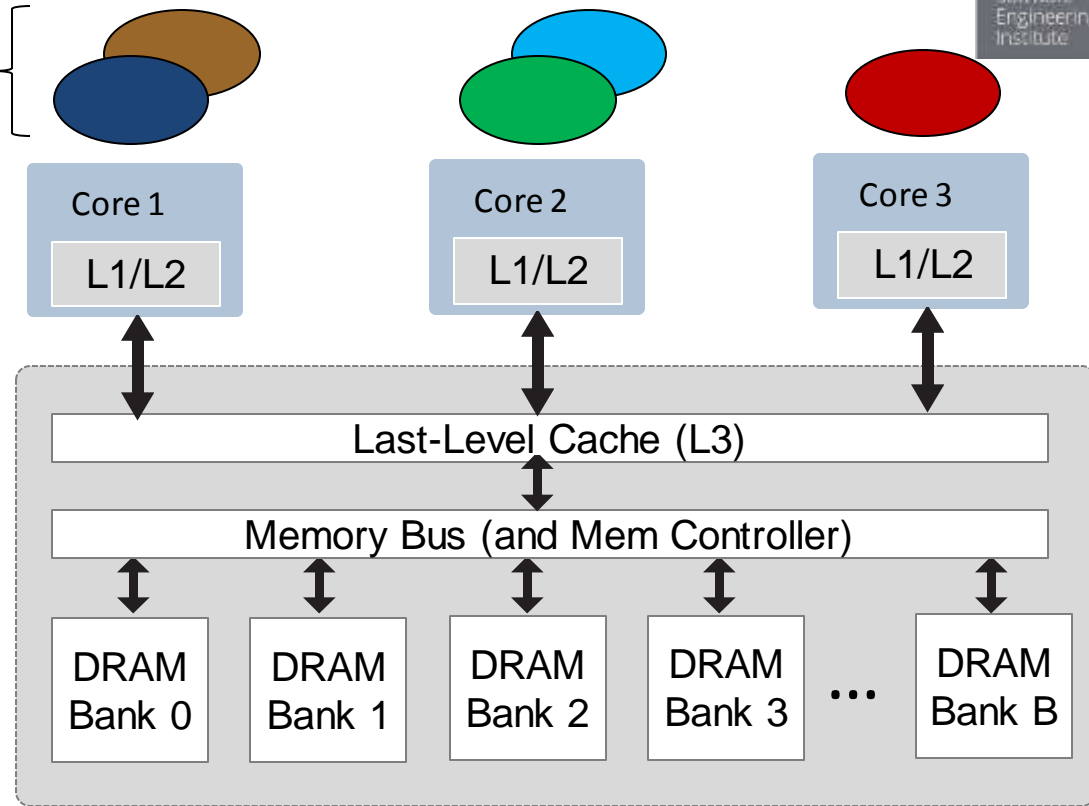 Engineerin
Institute
Core 1
Core 2
Core 3
L1/L2
L1/L2
L1/L2
Last-Level Cache (L3)
Memory Bus (and Mem Controller)
DRAM
Bank 0
DRAM
Bank 1
DRAM
Bank 2
DRAM
Bank 3
...
DRAM
Bank B